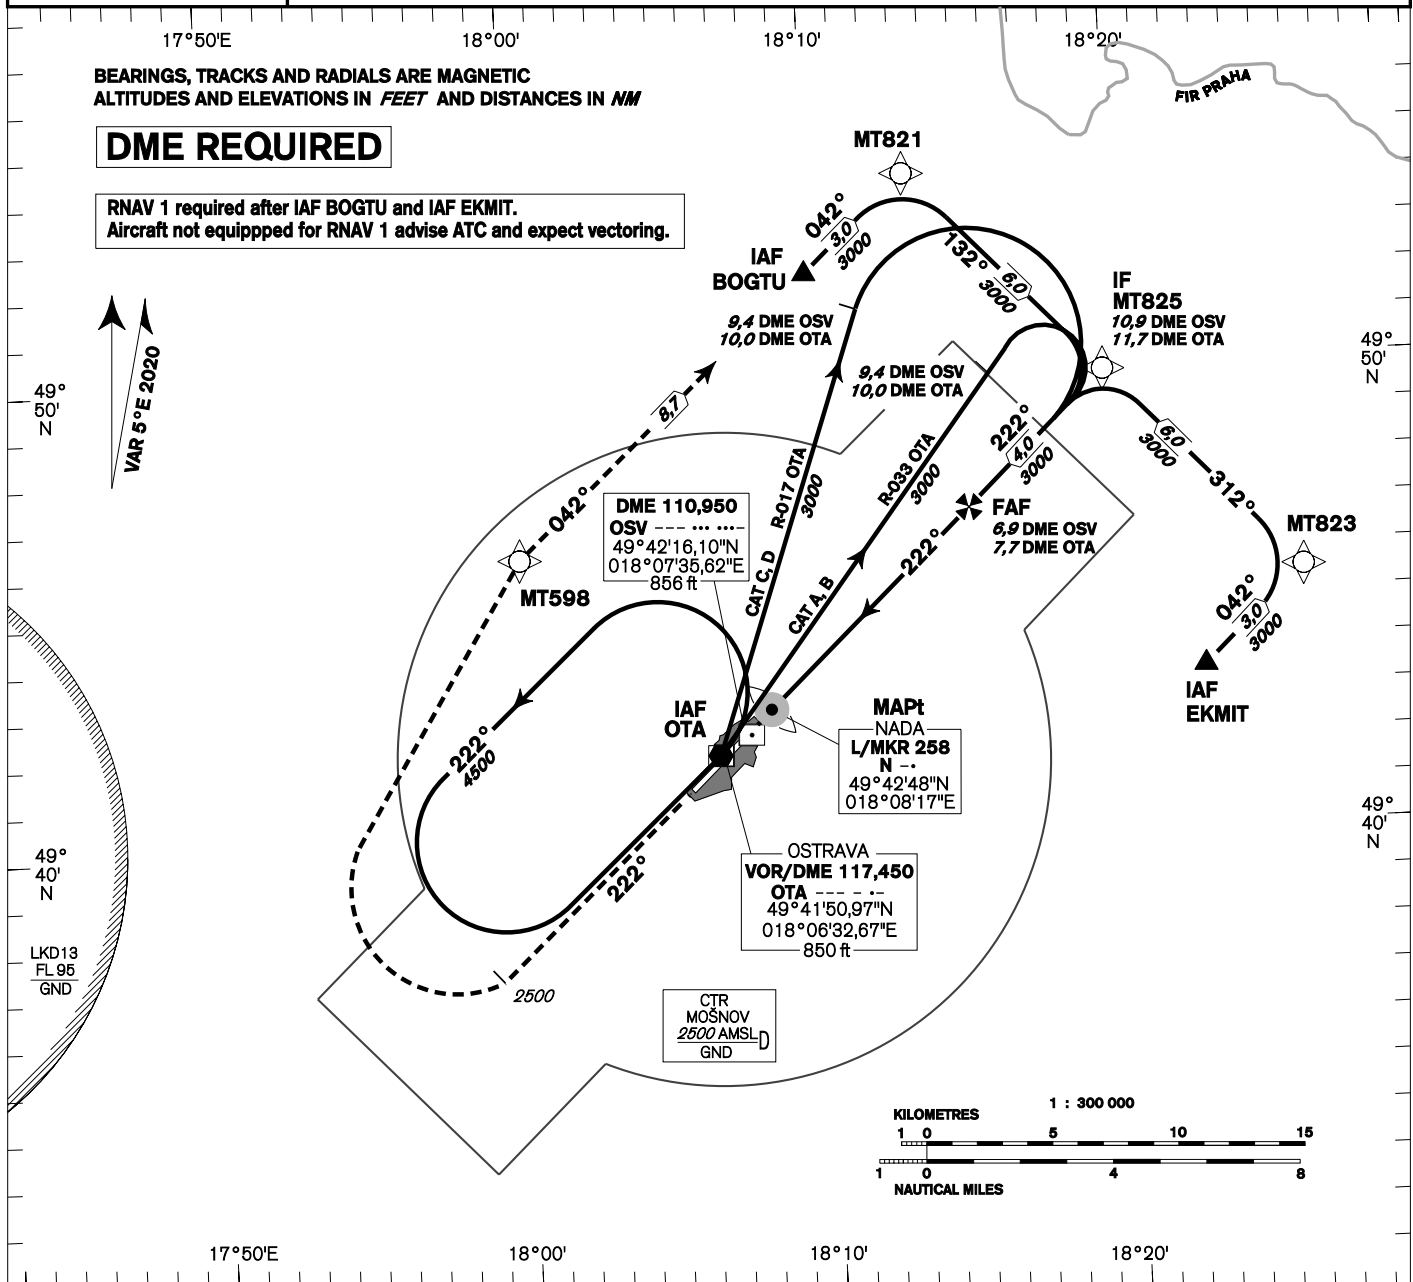 17°50'E
18°00'
18°10'
18°20'
BEARINGS, TRACKS AND RADIALS ARE MAGNETIC
ALTITUDES AND ELEVATIONS IN FEET AND DISTANCES IN NM
DME REQUIRED
RNAV 1 required after IAF BOGTU and IAF EKMIT.
Aircraft not equippped for RNAV 1 advise ATC and expect vectoring.
FIR PRAHA
MT821
042°
3,0
3000
IAF
BOGTU
132°
6,0
3000
IF
MT825
10,9 DME OSV
11,7 DME OTA
9,4 DME OSV
10,0 DME OTA
9,4 DME OSV
10,0 DME OTA
VAR 5°E 2020
49°
50'
N
49°
50'
N
8,7
042°
MT598
R-017 OTA
3000
CAT C, D
R-033 OTA
3000
CAT A, B
222°
4,0
3000
FAF
6,9 DME OSV
7,7 DME OTA
222°
6,0
3000
312°
MT823
042°
3,0
3000
IAF
EKMIT
DME 110,950
OSV --- ··· ···-
49°42'16,10"N
018°07'35,62"E
856 ft
IAF
OTA
222°
4500
MAPt
NADA
L/MKR 258
N -·
49°42'48"N
018°08'17"E
OSTRAVA
VOR/DME 117,450
OTA --- - ·-
49°41'50,97"N
018°06'32,67"E
850 ft
222°
2500
49°
40'
N
49°
40'
N
LKD13
FL 95
GND
CTR
MOŠNOV
2500 AMSL
D
GND
1 : 300 000
KILOMETRES
1 0 5 10 15
1 0 4 8
NAUTICAL MILES
17°50'E
18°00'
18°10'
18°20'